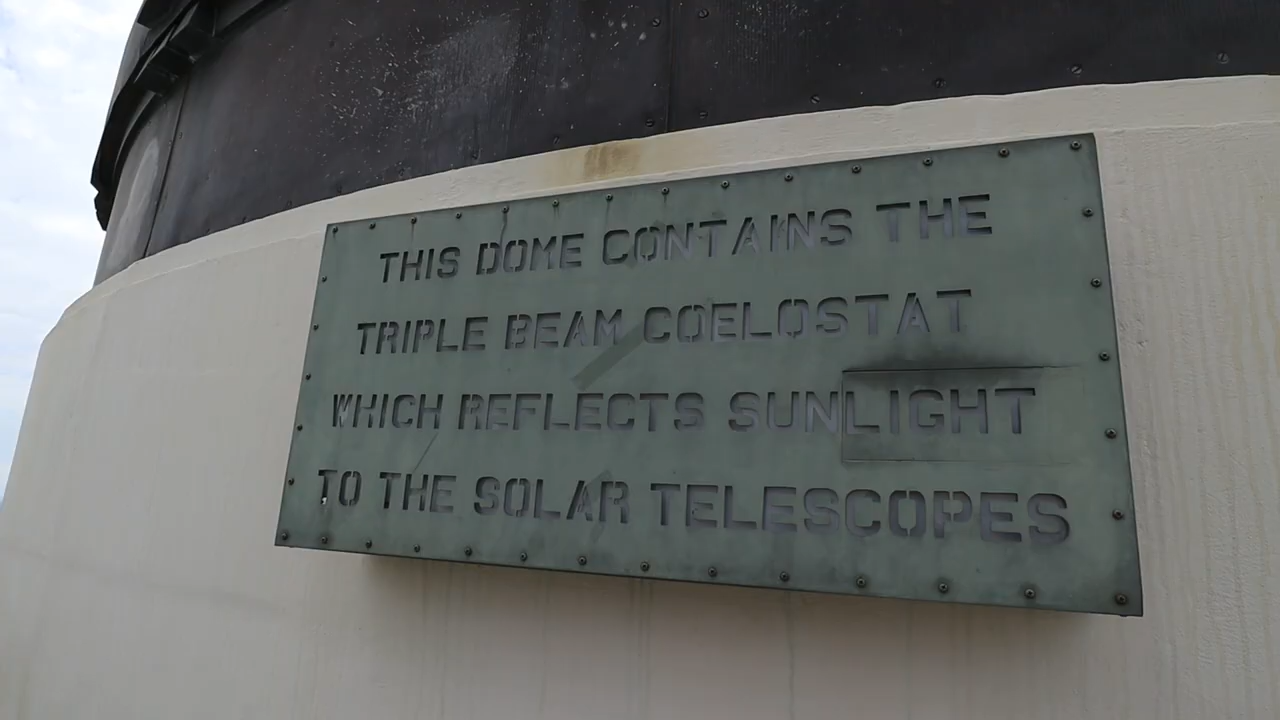 THIS DOME CONTAINS THE
TRIPLE BEAM COELOSTAT
WHICH REFLECTS SUNLIGHT
TO THE SOLAR TELESCOPES